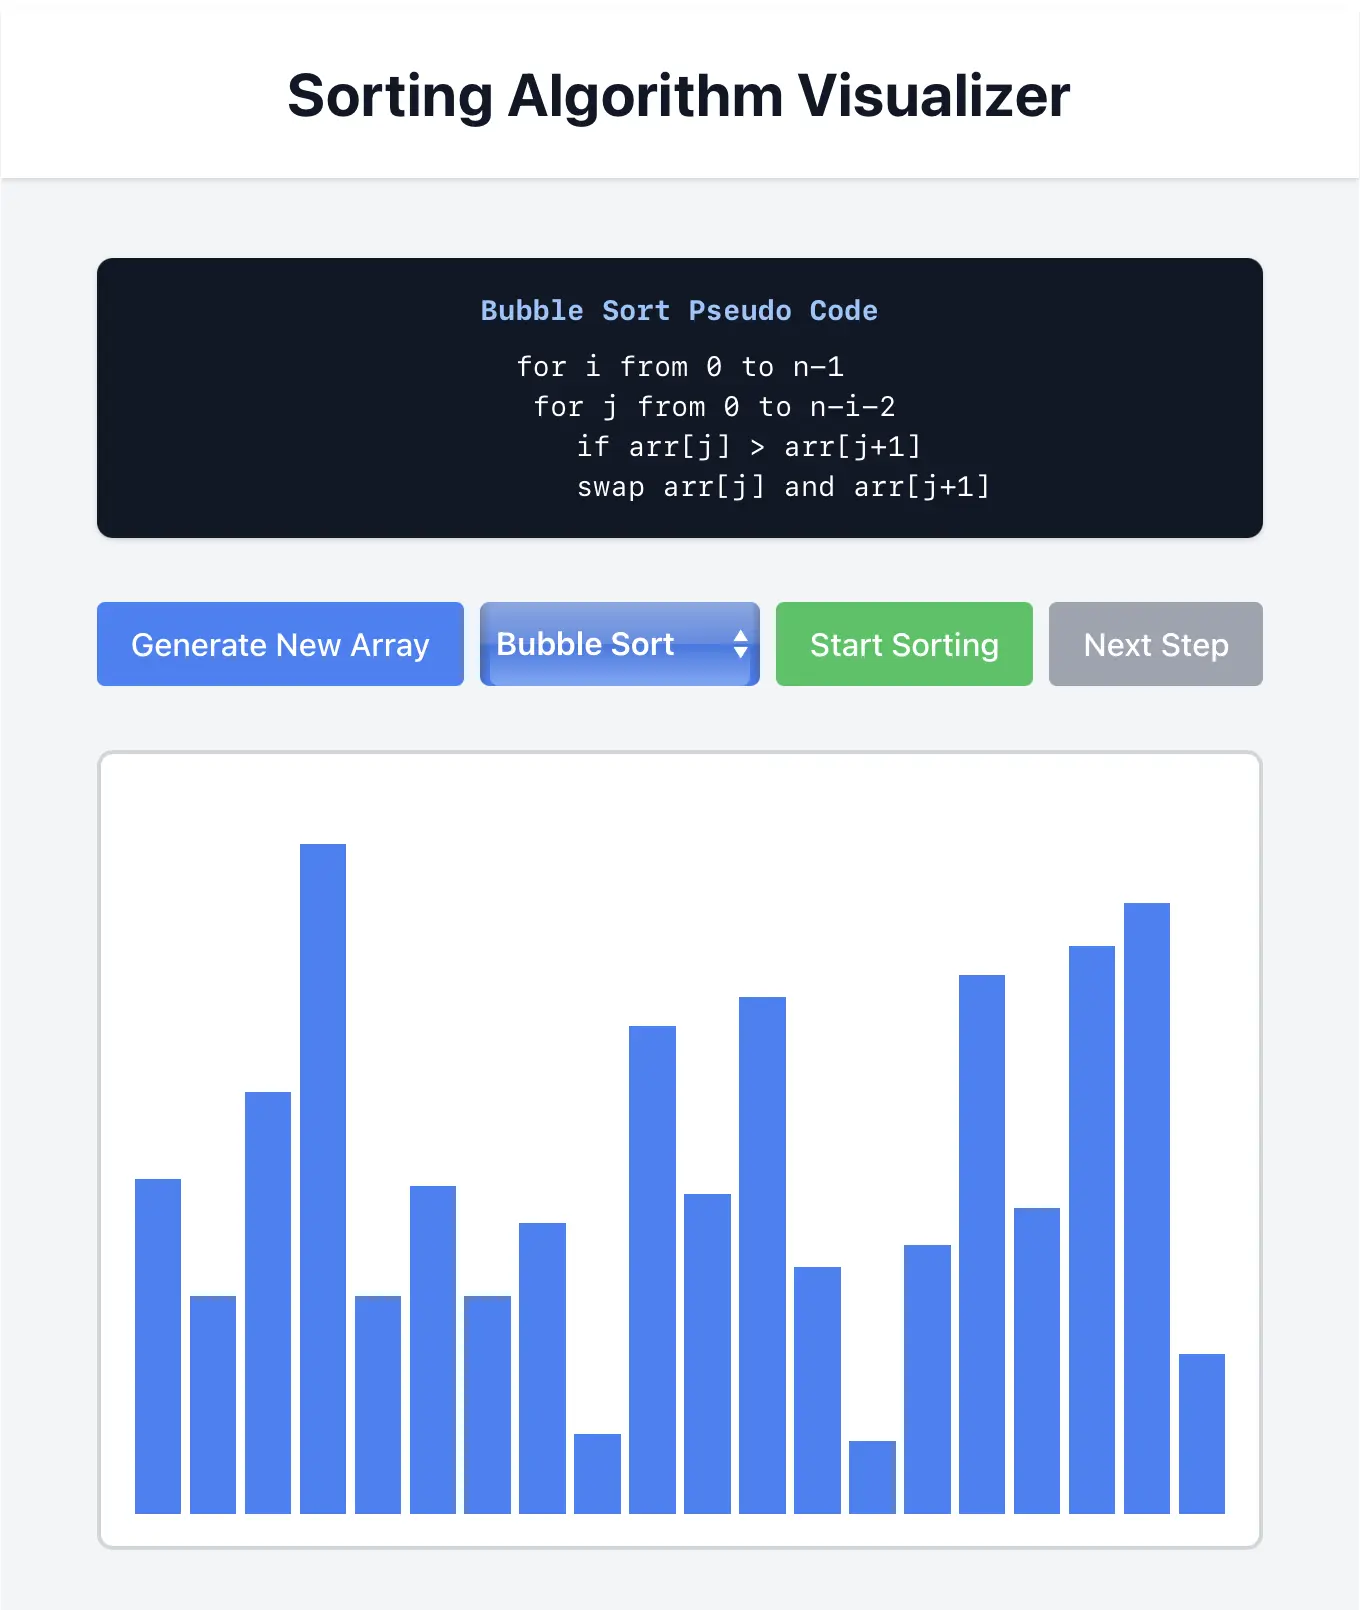 Sorting Algorithm Visualizer
Bubble Sort Pseudo Code
for i from 0 to n-1
for j from 0 to n-i-2
if arr[j] > arr[j+1]
swap arr[j] and arr[j+1]
Generate New Array
Bubble Sort
Start Sorting
Next Step